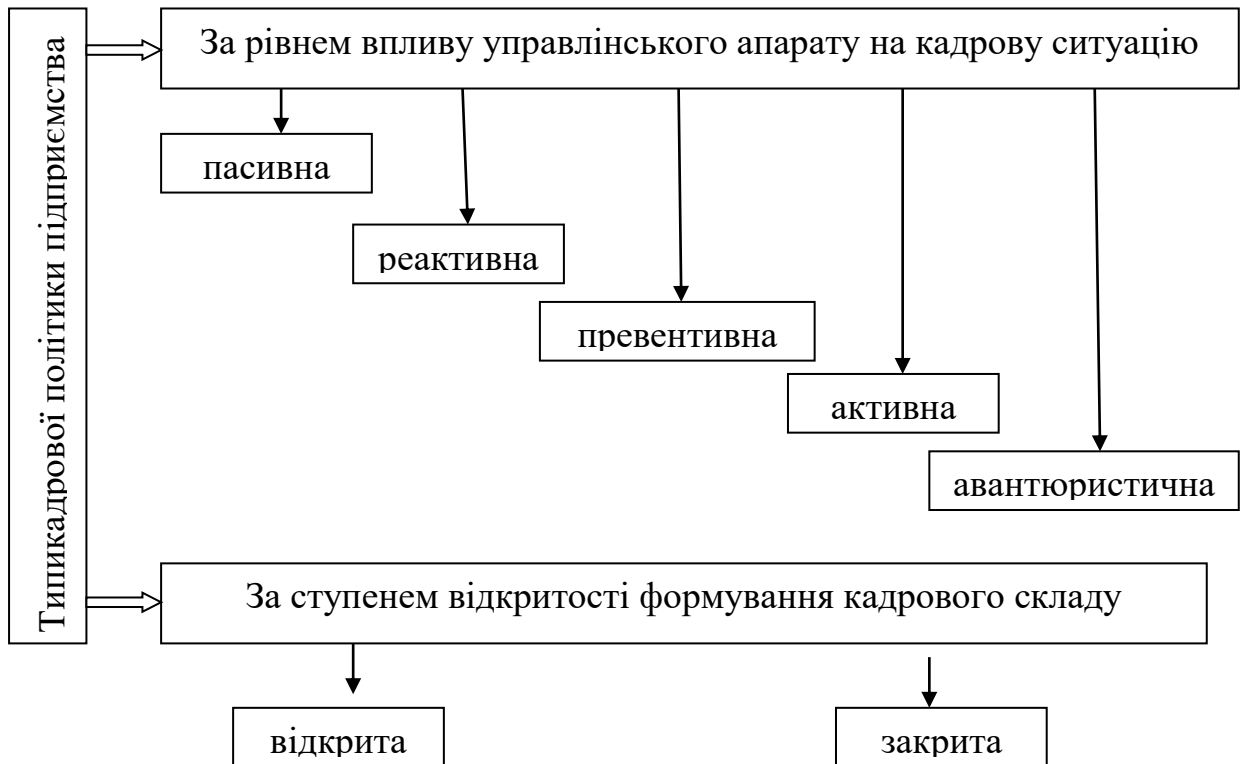 Типикадрової політики підприємства
За рівнем впливу управлінського апарату на кадрову ситуацію
пасивна
реактивна
превентивна
активна
авантюристична
За ступенем відкритості формування кадрового складу
відкрита
закрита